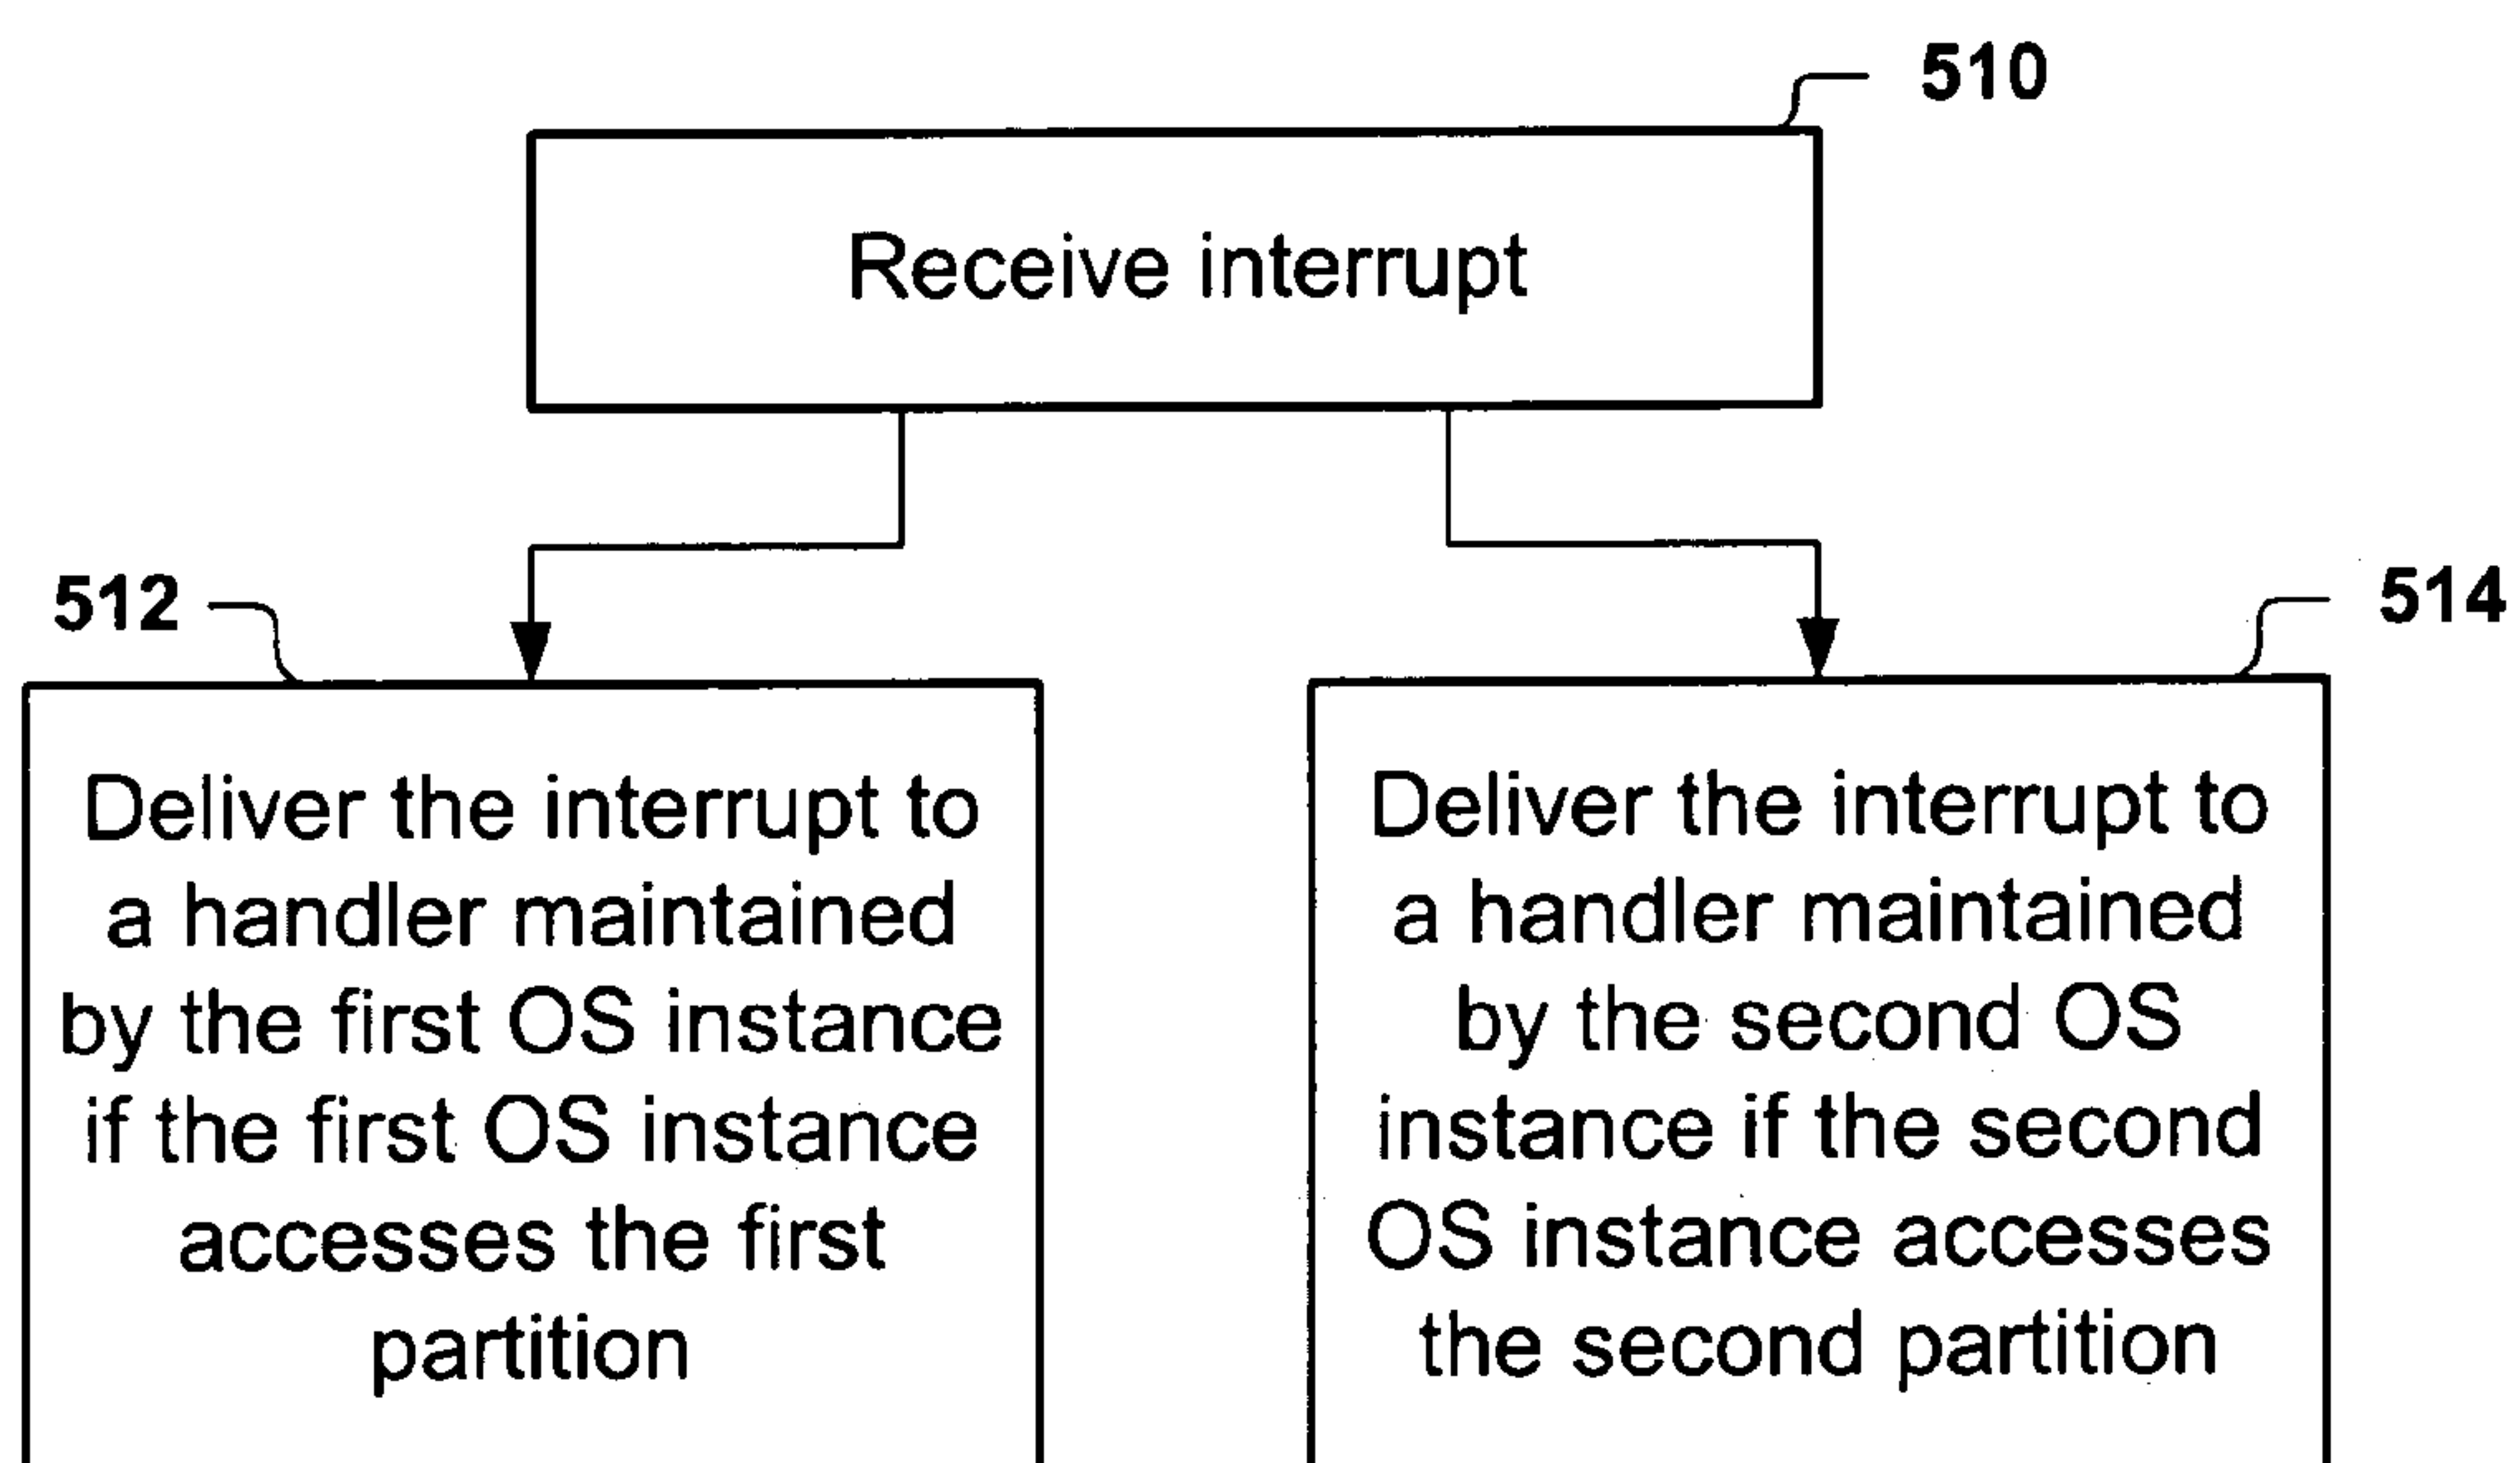 510
Receive interrupt
512
514
Deliver the interrupt to
a handler maintained
by the first OS instance
if the first OS instance
accesses the first
partition
Deliver the interrupt to
a handler maintained
by the second OS
instance if the second
OS instance accesses
the second partition